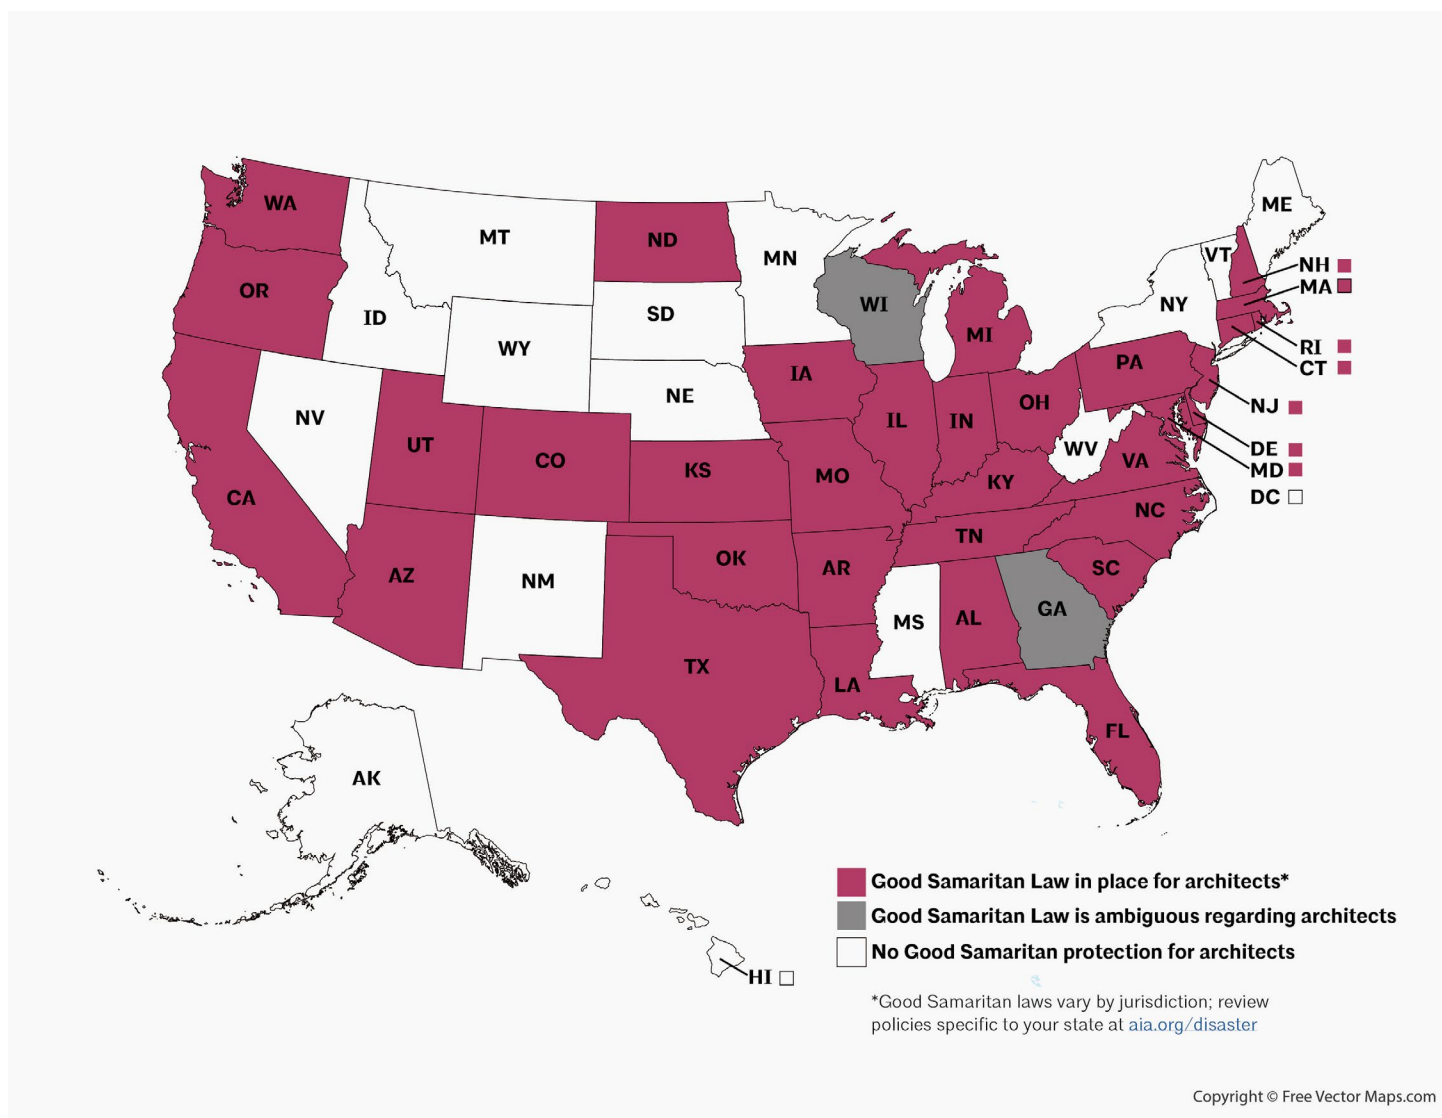 WA
ME
MT
ND
VT
MN
NH
MA
OR
WI
NY
SD
ID
MI
RI
WY
PA
CT
IA
NE
OH
NJ
NV
IL
IN
UT
WV
DE
CO
VA
KS
MD
MO
KY
CA
DC
NC
TN
OK
AR
SC
AZ
NM
GA
MS
AL
TX
LA
FL
AK
Good Samaritan Law in place for architects*
Good Samaritan Law is ambiguous regarding architects
No Good Samaritan protection for architects
HI
*Good Samaritan laws vary by jurisdiction; review
policies specific to your state at aia.org/disaster
Copyright © Free Vector Maps.com